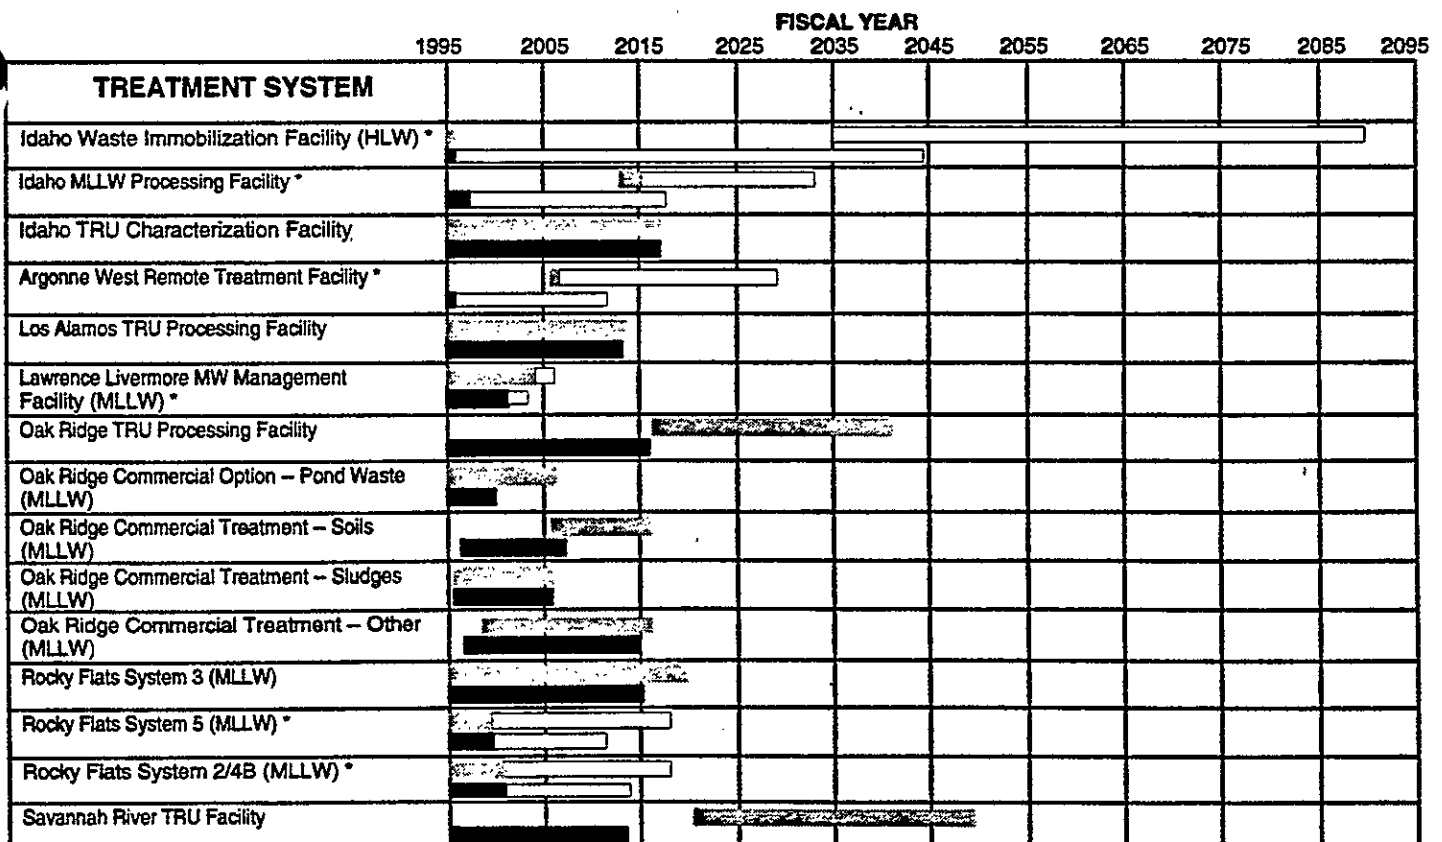 FISCAL YEAR
1995 2005 2015 2025 2035 2045 2055 2065 2075 2085 2095
TREATMENT SYSTEM
Idaho Waste Immobilization Facility (HLW) *
Idaho MLLW Processing Facility *
Idaho TRU Characterization Facility
Argonne West Remote Treatment Facility *
Los Alamos TRU Processing Facility
Lawrence Livermore MW Management
Facility (MLLW) *
Oak Ridge TRU Processing Facility
Oak Ridge Commercial Option – Pond Waste
(MLLW)
Oak Ridge Commercial Treatment – Soils
(MLLW)
Oak Ridge Commercial Treatment – Sludges
(MLLW)
Oak Ridge Commercial Treatment – Other
(MLLW)
Rocky Flats System 3 (MLLW)
Rocky Flats System 5 (MLLW) *
Rocky Flats System 2/4B (MLLW) *
Savannah River TRU Facility